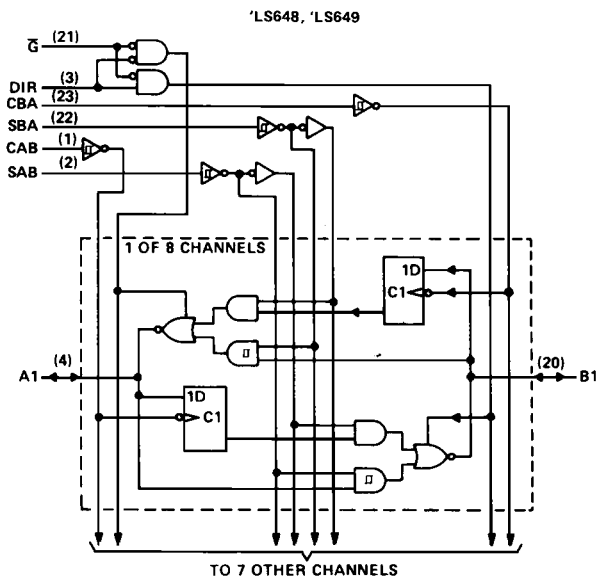 'LS648, 'LS649
G̅ (21)
DIR (3)
CBA (23)
SBA (22)
CAB (1)
SAB (2)
1 OF 8 CHANNELS
1D
C1
A1 (4)
(20) B1
1D
C1
TO 7 OTHER CHANNELS